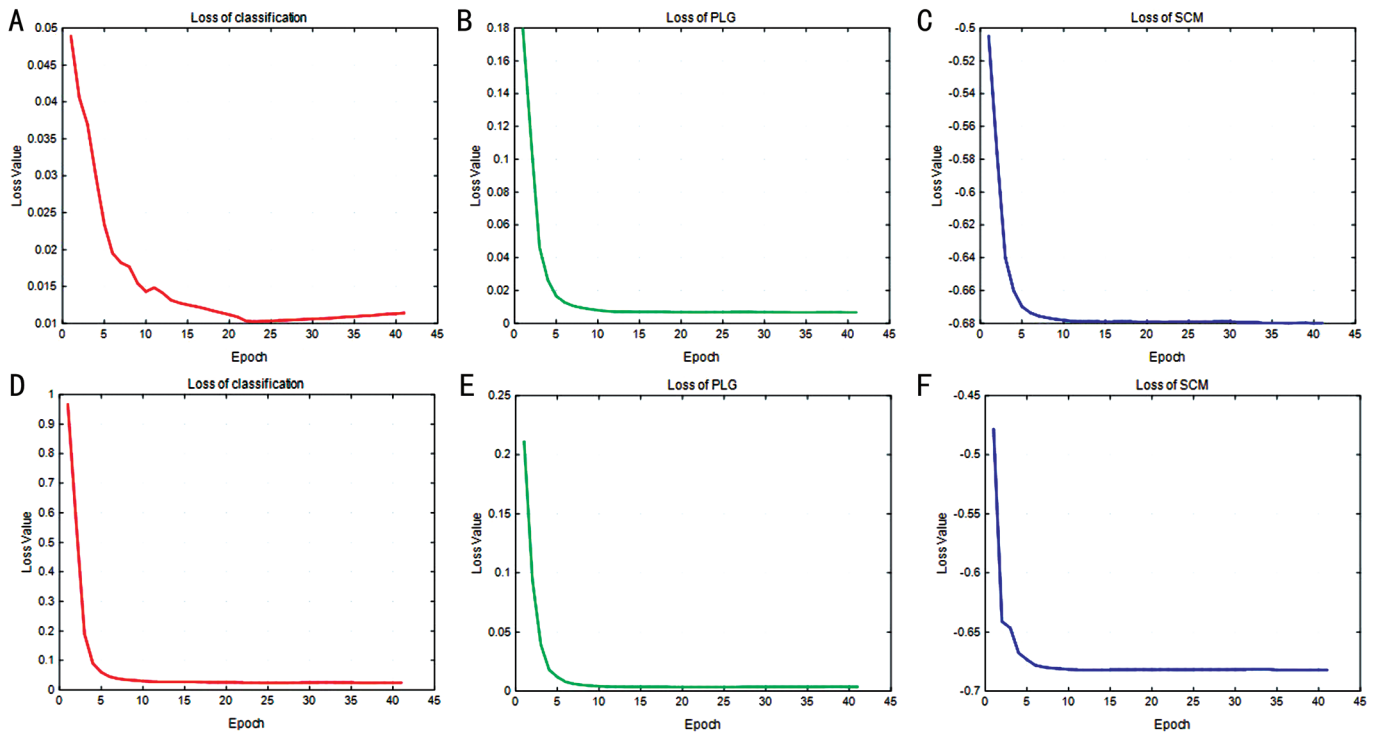 A
Loss of classification
0.05
0.045
0.04
0.035
0.03
0.025
0.02
0.015
0.01
Loss Value
0 5 10 15 20 25 30 35 40 45
Epoch
B
Loss of PLG
0.18
0.16
0.14
0.12
0.1
0.08
0.06
0.04
0.02
0
Loss Value
0 5 10 15 20 25 30 35 40 45
Epoch
C
Loss of SCM
-0.5
-0.52
-0.54
-0.56
-0.58
-0.6
-0.62
-0.64
-0.66
-0.68
Loss Value
0 5 10 15 20 25 30 35 40 45
Epoch
D
Loss of classification
1
0.9
0.8
0.7
0.6
0.5
0.4
0.3
0.2
0.1
0
Loss Value
0 5 10 15 20 25 30 35 40 45
Epoch
E
Loss of PLG
0.25
0.2
0.15
0.1
0.05
0
Loss Value
0 5 10 15 20 25 30 35 40 45
Epoch
F
Loss of SCM
-0.45
-0.5
-0.55
-0.6
-0.65
-0.7
Loss Value
0 5 10 15 20 25 30 35 40 45
Epoch